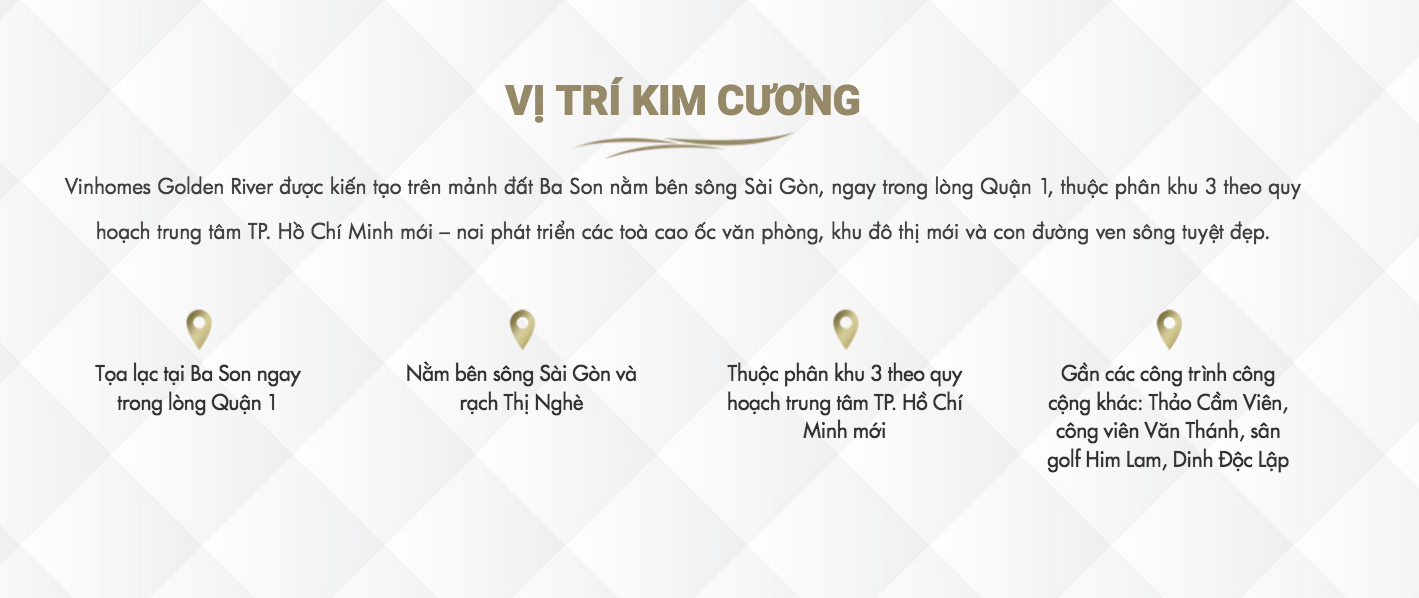 VỊ TRÍ KIM CƯƠNG
Vinhomes Golden River được kiến tạo trên mảnh đất Ba Son nằm bên sông Sài Gòn, ngay trong lòng Quận 1, thuộc phân khu 3 theo quy
hoạch trung tâm TP. Hồ Chí Minh mới – nơi phát triển các toà cao ốc văn phòng, khu đô thị mới và con đường ven sông tuyệt đẹp.
Tọa lạc tại Ba Son ngay
trong lòng Quận 1
Nằm bên sông Sài Gòn và
rạch Thị Nghè
Thuộc phân khu 3 theo quy
hoạch trung tâm TP. Hồ Chí
Minh mới
Gần các công trình công
cộng khác: Thảo Cầm Viên,
công viên Văn Thánh, sân
golf Him Lam, Dinh Độc Lập